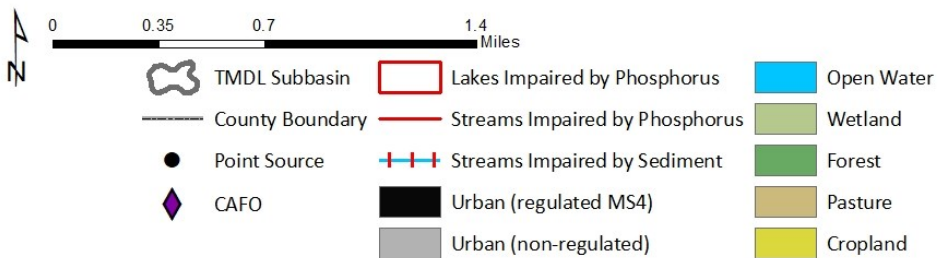 0 0.35 0.7 1.4
Miles
N
TMDL Subbasin Lakes Impaired by Phosphorus Open Water
County Boundary Streams Impaired by Phosphorus Wetland
Point Source Streams Impaired by Sediment Forest
CAFO Urban (regulated MS4) Pasture
Urban (non-regulated) Cropland